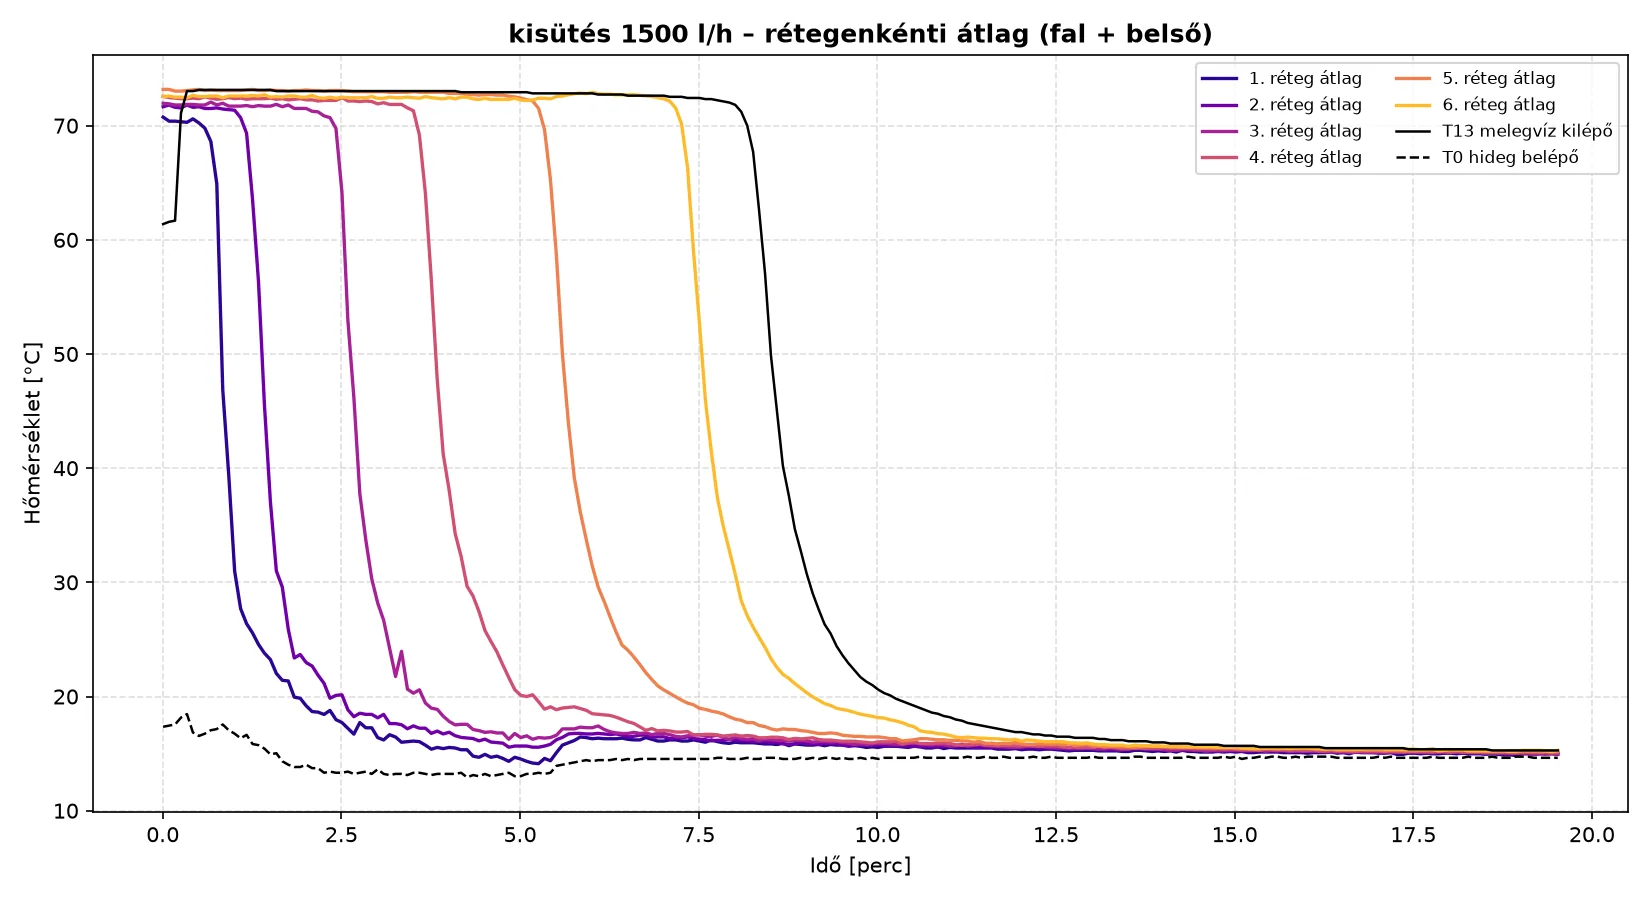 kisütés 1500 l/h – rétegenkénti átlag (fal + belső)
1. réteg átlag
2. réteg átlag
3. réteg átlag
4. réteg átlag
5. réteg átlag
6. réteg átlag
T13 melegvíz kilépő
T0 hideg belépő
Hőmérséklet [°C]
70
60
50
40
30
20
10
0.0 2.5 5.0 7.5 10.0 12.5 15.0 17.5 20.0
Idő [perc]